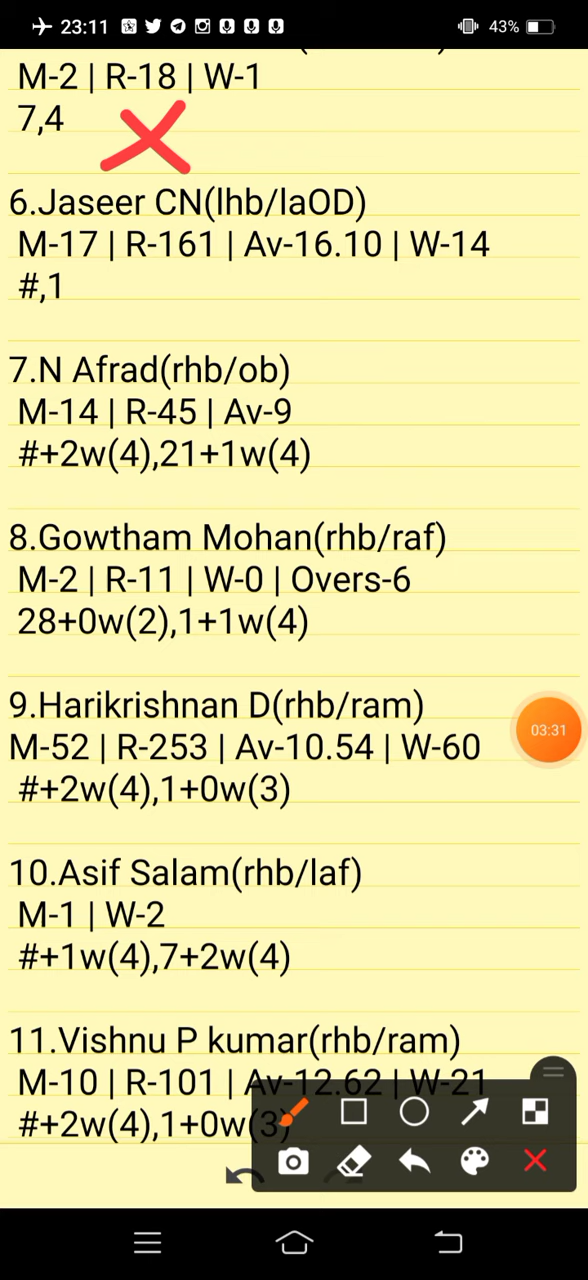 23:11
43%
M-2 | R-18 | W-1
7,4
6.Jaseer CN(lhb/laOD)
M-17 | R-161 | Av-16.10 | W-14
#,1
7.N Afrad(rhb/ob)
M-14 | R-45 | Av-9
#+2w(4),21+1w(4)
8.Gowtham Mohan(rhb/raf)
M-2 | R-11 | W-0 | Overs-6
28+0w(2),1+1w(4)
9.Harikrishnan D(rhb/ram)
03:31
M-52 | R-253 | Av-10.54 | W-60
#+2w(4),1+0w(3)
10.Asif Salam(rhb/laf)
M-1 | W-2
#+1w(4),7+2w(4)
11.Vishnu P kumar(rhb/ram)
M-10 | R-101 | Av-12.62 | W-21
#+2w(4),1+0w(3)